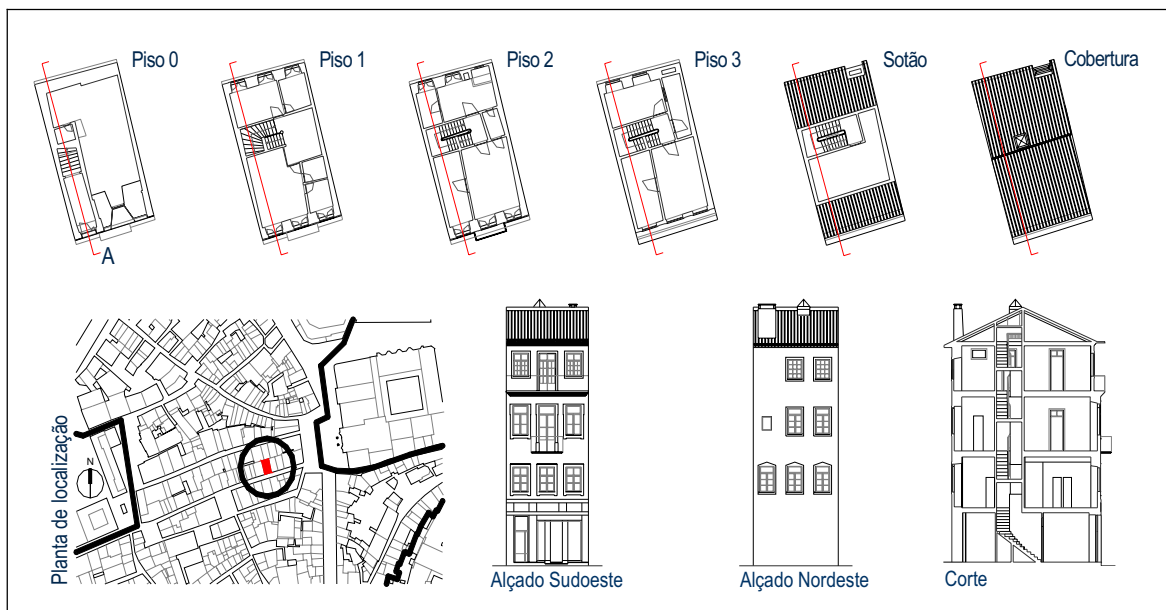 Piso 0
Piso 1
Piso 2
Piso 3
Sotão
Cobertura
A
Planta de localização
N
Alçado Sudoeste
Alçado Nordeste
Corte